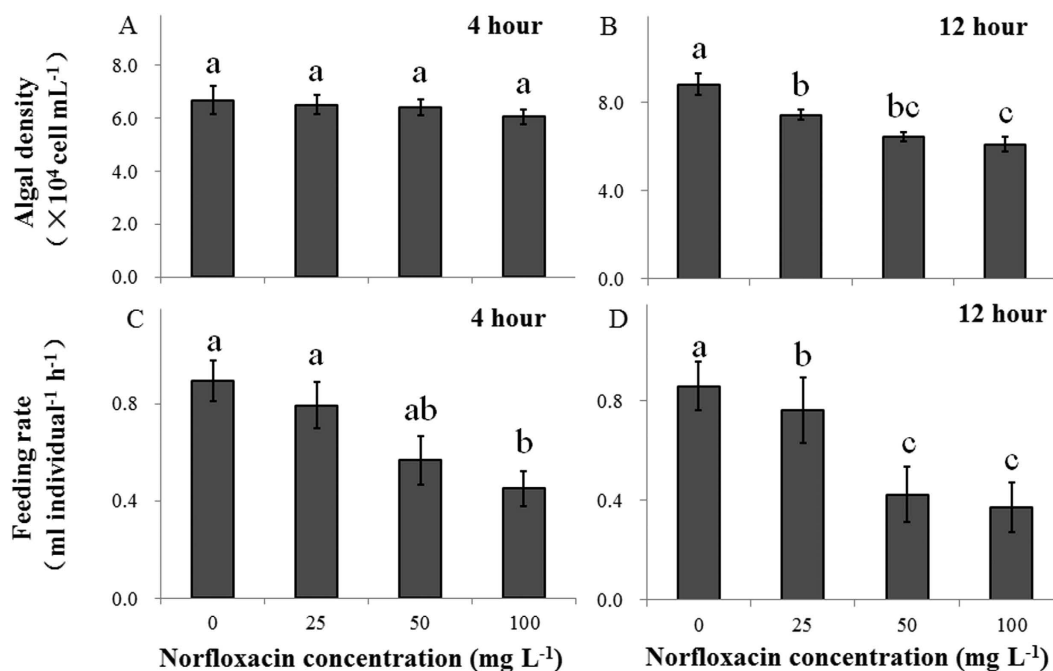 A
4 hour
a
a
a
a
8.0
6.0
4.0
2.0
0.0
Algal density
(×10⁴ cell mL⁻¹)
B
12 hour
a
b
bc
c
8.0
4.0
0.0
C
4 hour
a
a
ab
b
0.8
0.4
0.0
0
25
50
100
Feeding rate
(ml individual⁻¹ h⁻¹)
Norfloxacin concentration (mg L⁻¹)
D
12 hour
a
b
c
c
0.8
0.4
0.0
0
25
50
100
Norfloxacin concentration (mg L⁻¹)